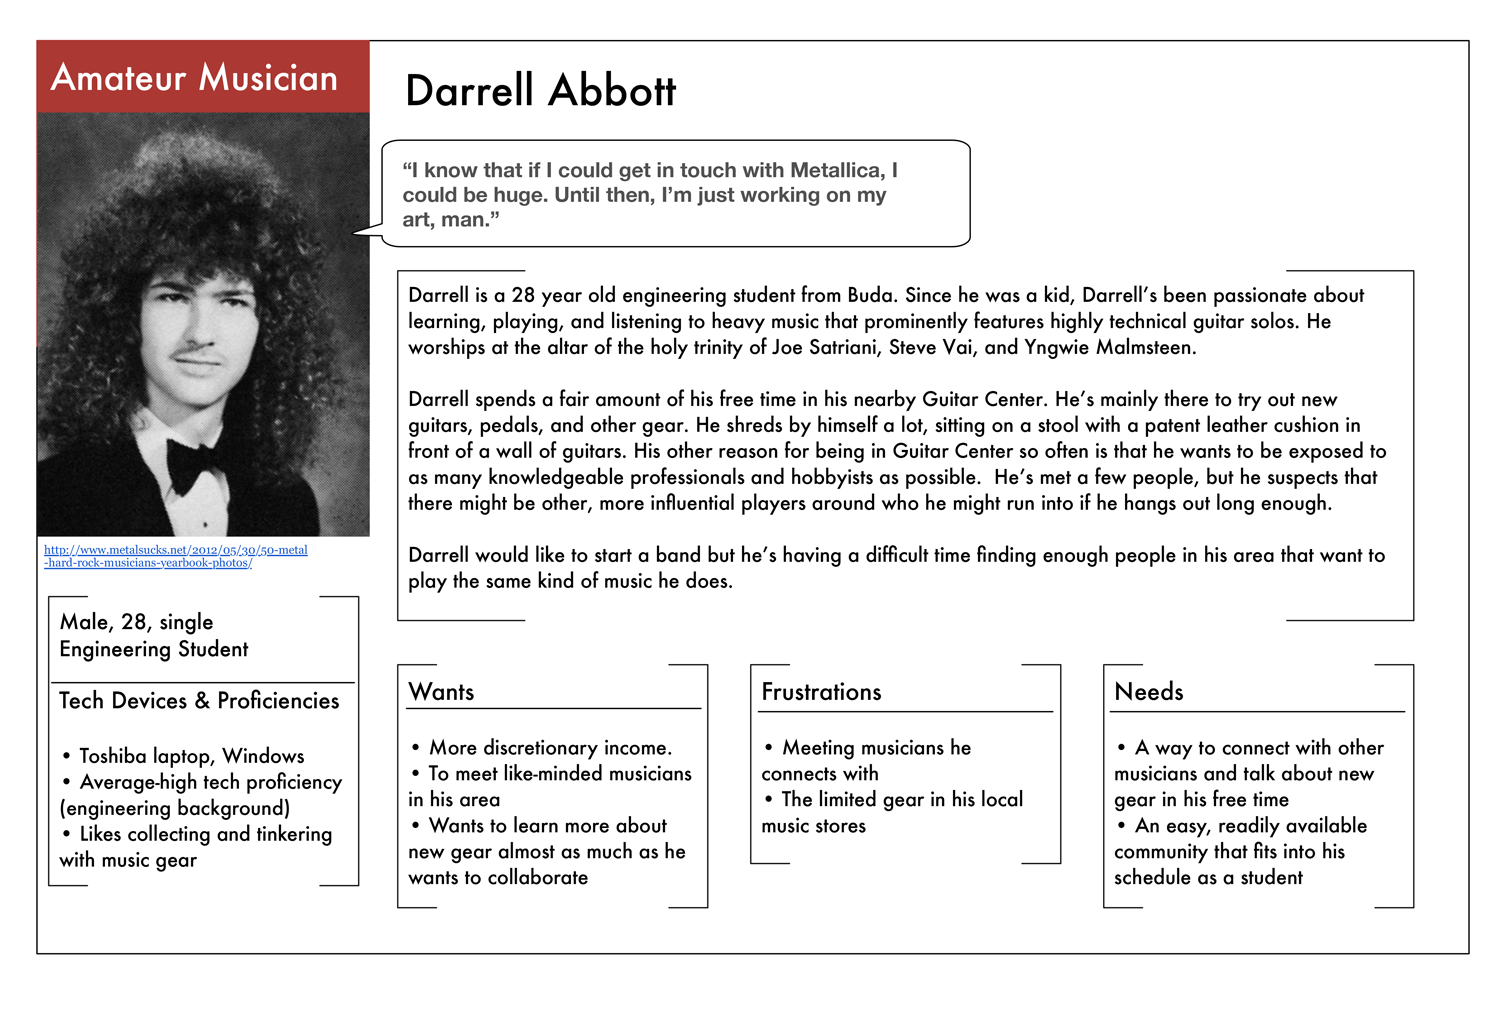 Amateur Musician
Darrell Abbott
“I know that if I could get in touch with Metallica, I
could be huge. Until then, I’m just working on my
art, man.”
Darrell is a 28 year old engineering student from Buda. Since he was a kid, Darrell’s been passionate about
learning, playing, and listening to heavy music that prominently features highly technical guitar solos. He
worships at the altar of the holy trinity of Joe Satriani, Steve Vai, and Yngwie Malmsteen.
Darrell spends a fair amount of his free time in his nearby Guitar Center. He’s mainly there to try out new
guitars, pedals, and other gear. He shreds by himself a lot, sitting on a stool with a patent leather cushion in
front of a wall of guitars. His other reason for being in Guitar Center so often is that he wants to be exposed to
as many knowledgeable professionals and hobbyists as possible.  He’s met a few people, but he suspects that
there might be other, more influential players around who he might run into if he hangs out long enough.
Darrell would like to start a band but he’s having a difficult time finding enough people in his area that want to
play the same kind of music he does.
http://www.metalsucks.net/2012/05/30/50-metal
-hard-rock-musicians-yearbook-photos/
Male, 28, single
Engineering Student
Tech Devices & Proficiencies
• Toshiba laptop, Windows
• Average-high tech proficiency
(engineering background)
• Likes collecting and tinkering
with music gear
Wants
• More discretionary income.
• To meet like-minded musicians
in his area
• Wants to learn more about
new gear almost as much as he
wants to collaborate
Frustrations
• Meeting musicians he
connects with
• The limited gear in his local
music stores
Needs
• A way to connect with other
musicians and talk about new
gear in his free time
• An easy, readily available
community that fits into his
schedule as a student